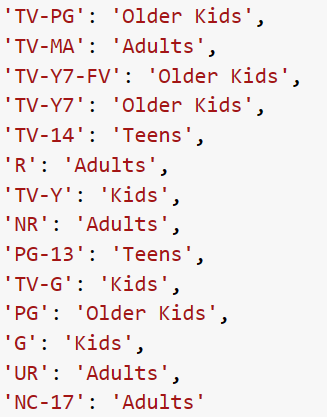 'TV-PG': 'Older Kids',
'TV-MA': 'Adults',
'TV-Y7-FV': 'Older Kids',
'TV-Y7': 'Older Kids',
'TV-14': 'Teens',
'R': 'Adults',
'TV-Y': 'Kids',
'NR': 'Adults',
'PG-13': 'Teens',
'TV-G': 'Kids',
'PG': 'Older Kids',
'G': 'Kids',
'UR': 'Adults',
'NC-17': 'Adults'